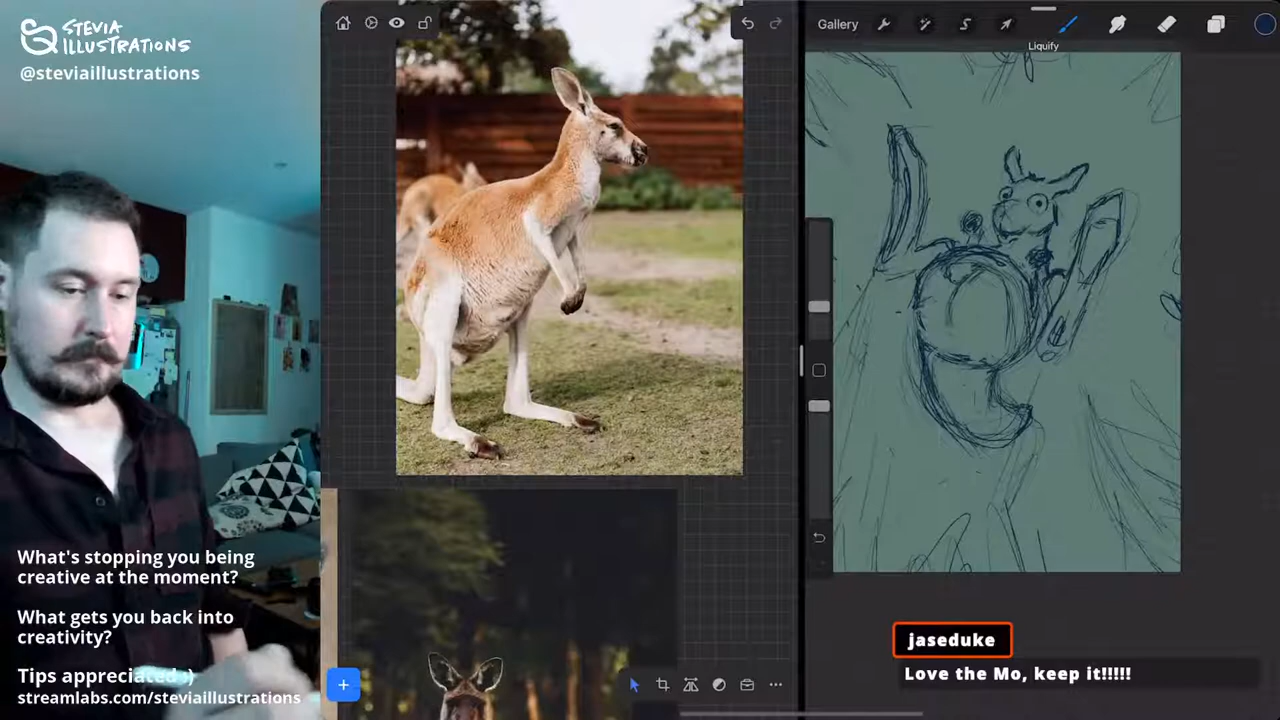 STEVIA
ILLUSTRATIONS
@steviaillustrations
What's stopping you being
creative at the moment?
What gets you back into
creativity?
Tips appreciated :)
streamlabs.com/steviaillustrations
Gallery
Liquify
jaseduke
Love the Mo, keep it!!!!!